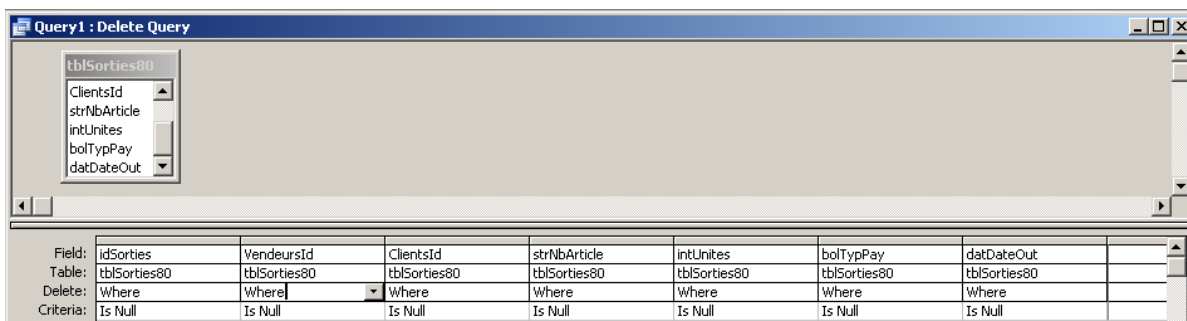 Query1 : Delete Query
tblSorties80
ClientsId
strNbArticle
intUnites
bolTypPay
datDateOut
Field: idSorties VendeursId ClientsId strNbArticle intUnites bolTypPay datDateOut
Table: tblSorties80 tblSorties80 tblSorties80 tblSorties80 tblSorties80 tblSorties80 tblSorties80
Delete: Where Where Where Where Where Where Where
Criteria: Is Null Is Null Is Null Is Null Is Null Is Null Is Null